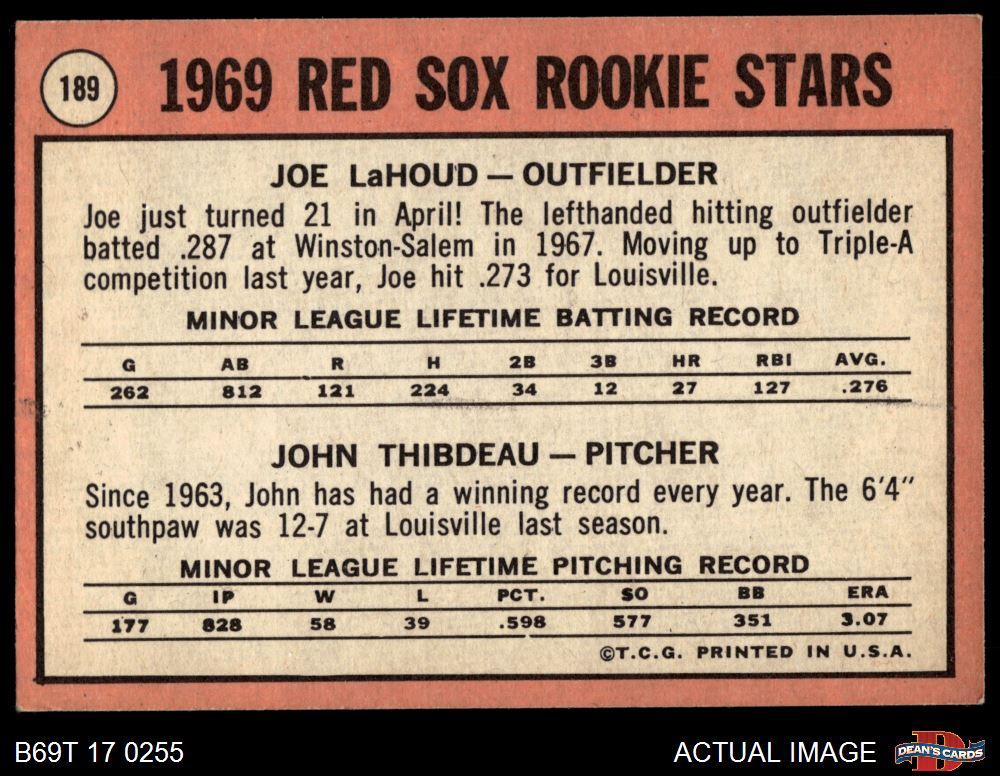 189
1969 RED SOX ROOKIE STARS
JOE LaHOUD — OUTFIELDER
Joe just turned 21 in April! The lefthanded hitting outfielder
batted .287 at Winston-Salem in 1967. Moving up to Triple-A
competition last year, Joe hit .273 for Louisville.
MINOR LEAGUE LIFETIME BATTING RECORD
G AB R H 2B 3B HR RBI AVG.
262 812 121 224 34 12 27 127 .276
JOHN THIBDEAU — PITCHER
Since 1963, John has had a winning record every year. The 6'4"
southpaw was 12-7 at Louisville last season.
MINOR LEAGUE LIFETIME PITCHING RECORD
G IP W L PCT. SO BB ERA
177 828 58 39 .598 577 351 3.07
©T.C.G. PRINTED IN U.S.A.
B69T 17 0255
ACTUAL IMAGE
D
DEAN'S CARDS